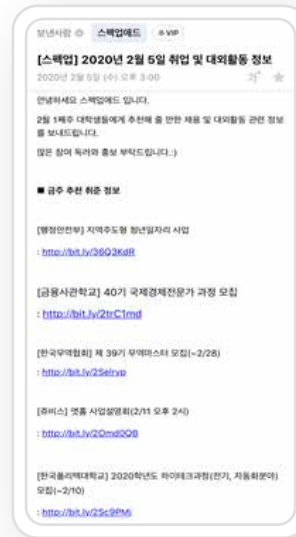 보낸사람 스펙업애드 VIP
[스펙업] 2020년 2월 5일 취업 및 대외활동 정보
2020년 2월 5일 (수) 오후 3:00 가
안녕하세요 스펙업애드 입니다.
2월 1째주 대학생들에게 추천해 줄 만한 채용 및 대외활동 관련 정보
를 보내드립니다.
많은 참여 독려와 홍보 부탁드립니다.:)
■ 금주 추천 취준 정보
[행정안전부] 지역주도형 청년일자리 사업
: http://bit.ly/36Q3KdR
[금융사관학교] 40기 국제경제전문가 과정 모집
: http://bit.ly/2trC1md
[한국무역협회] 제 39기 무역마스터 모집(~2/28)
: http://bit.ly/2Selryp
[쥬비스] 앳홈 사업설명회(2/11 오후 2시)
: http://bit.ly/2Omd0QB
[한국폴리텍대학교] 2020학년도 하이테크과정(전기, 자동화분야)
모집(~2/10)
: http://bit.ly/2Sc9PMj